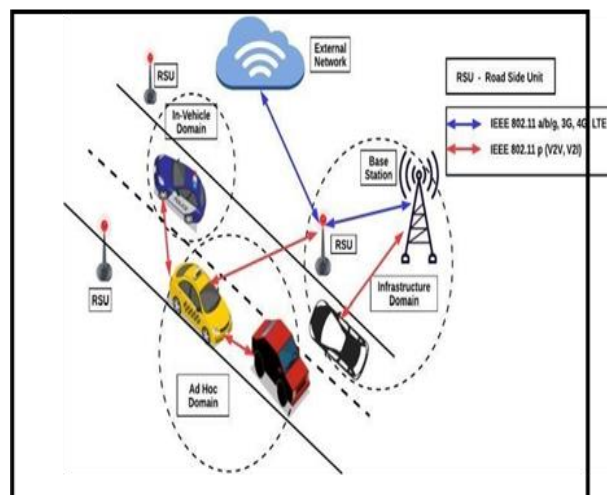 External
Network
RSU
RSU - Road Side Unit
In-Vehicle
Domain
IEEE 802.11 a/b/g, 3G, 4G, LTE
IEEE 802.11 p (V2V, V2I)
Base
Station
RSU
RSU
Infrastructure
Domain
Ad Hoc
Domain